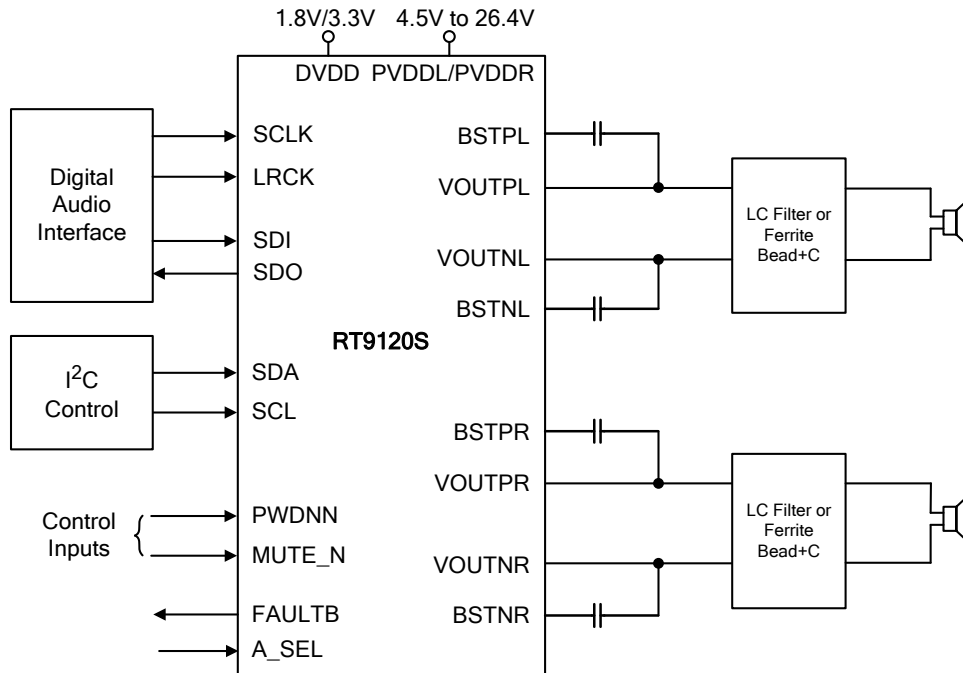 1.8V/3.3V
4.5V to 26.4V
DVDD
PVDDL/PVDDR
Digital
Audio
Interface
SCLK
LRCK
SDI
SDO
I²C
Control
SDA
SCL
Control
Inputs
PWDNN
MUTE_N
FAULTB
A_SEL
RT9120S
BSTPL
VOUTPL
VOUTNL
BSTNL
BSTPR
VOUTPR
VOUTNR
BSTNR
LC Filter or
Ferrite
Bead+C
LC Filter or
Ferrite
Bead+C